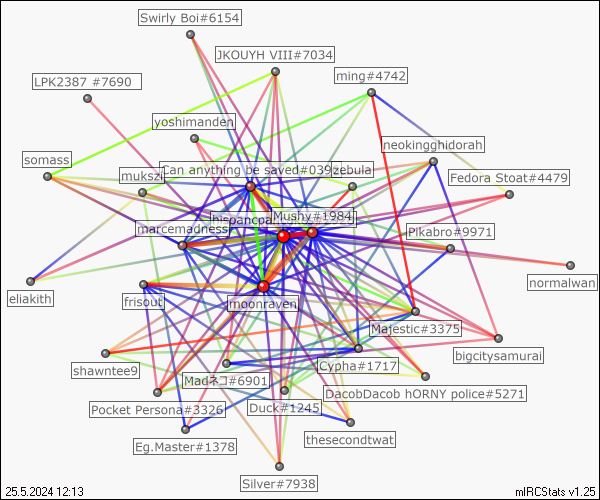 Swirly Boi#6154
JKOUYH VIII#7034
LPK2387 #7690
ming#4742
yoshimanden
neokingghidorah
somass
Can anything be saved#039
zebula
Fedora Stoat#4479
Mushy#1984
marcemadness
Pikabro#9971
normalwan
eliakith
frisout
moonraven
Majestic#3375
bigcitysamurai
shawntee9
Cypha#1717
Madネコ#6901
DacobDacob hORNY police#5271
Pocket Persona#3326
Duck#1245
Eg.Master#1378
thesecondtwat
Silver#7938
25.5.2024 12:13
mIRCStats v1.25